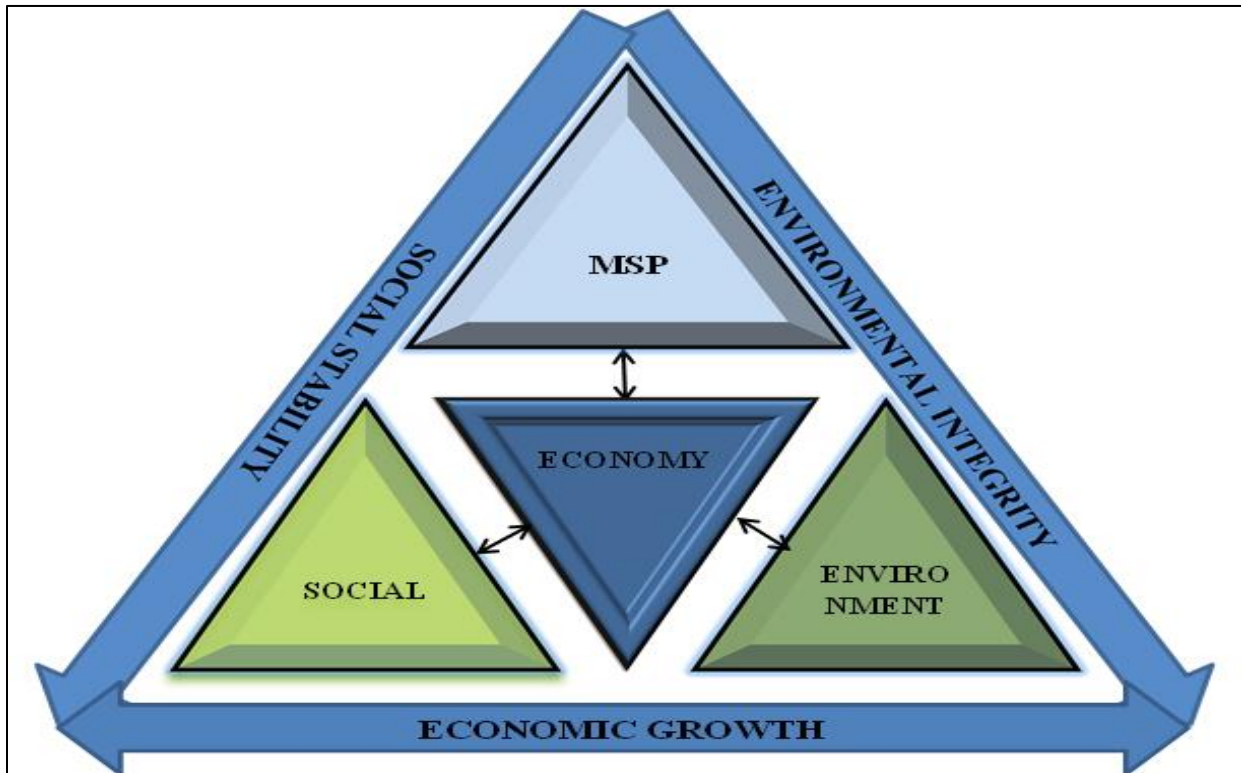 MSP
SOCIAL STABILITY
ENVIRONMENTAL INTEGRITY
ECONOMY
SOCIAL
ENVIRO
NMENT
ECONOMIC GROWTH